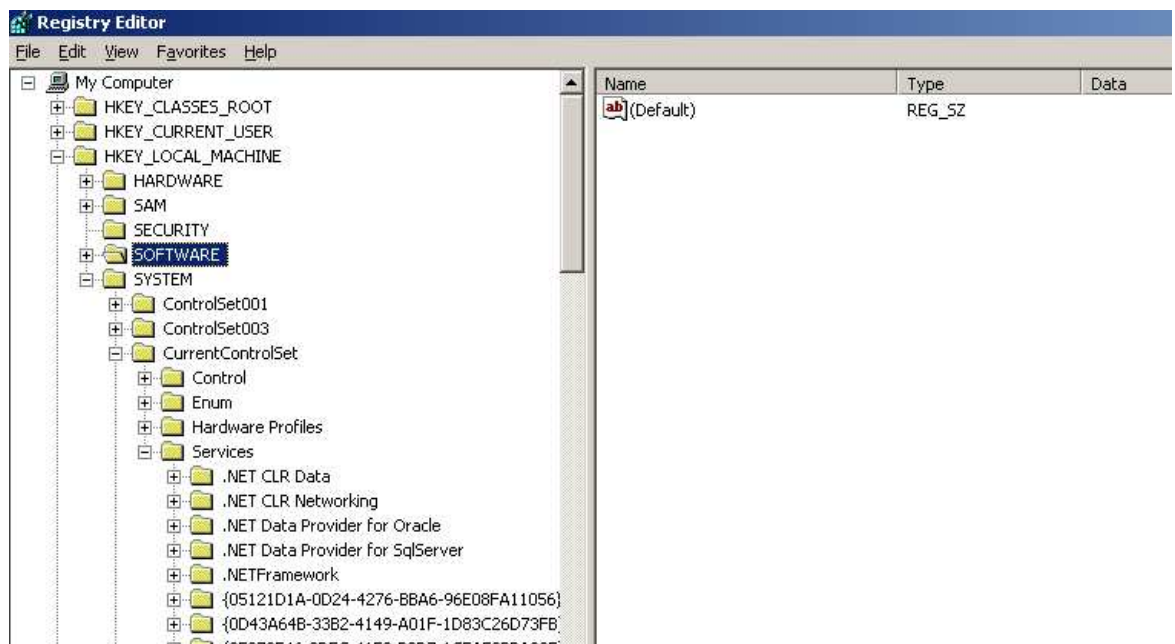 Registry Editor
File Edit View Favorites Help
My Computer
HKEY_CLASSES_ROOT
HKEY_CURRENT_USER
HKEY_LOCAL_MACHINE
HARDWARE
SAM
SECURITY
SOFTWARE
SYSTEM
ControlSet001
ControlSet003
CurrentControlSet
Control
Enum
Hardware Profiles
Services
.NET CLR Data
.NET CLR Networking
.NET Data Provider for Oracle
.NET Data Provider for SqlServer
.NETFramework
{05121D1A-0D24-4276-BBA6-96E08FA11056}
{0D43A64B-33B2-4149-A01F-1D83C26D73FB}
Name Type Data
(Default) REG_SZ